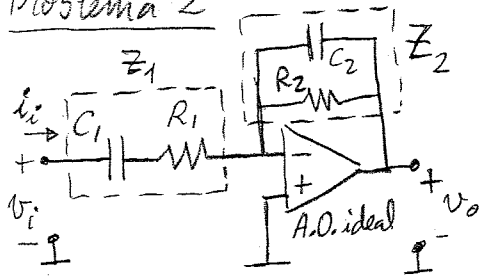 Problema 2
Z1
Z2
C2
R2
ii
C1
R1
+
−
+
vi
−
A.O. ideal
+
vo
−